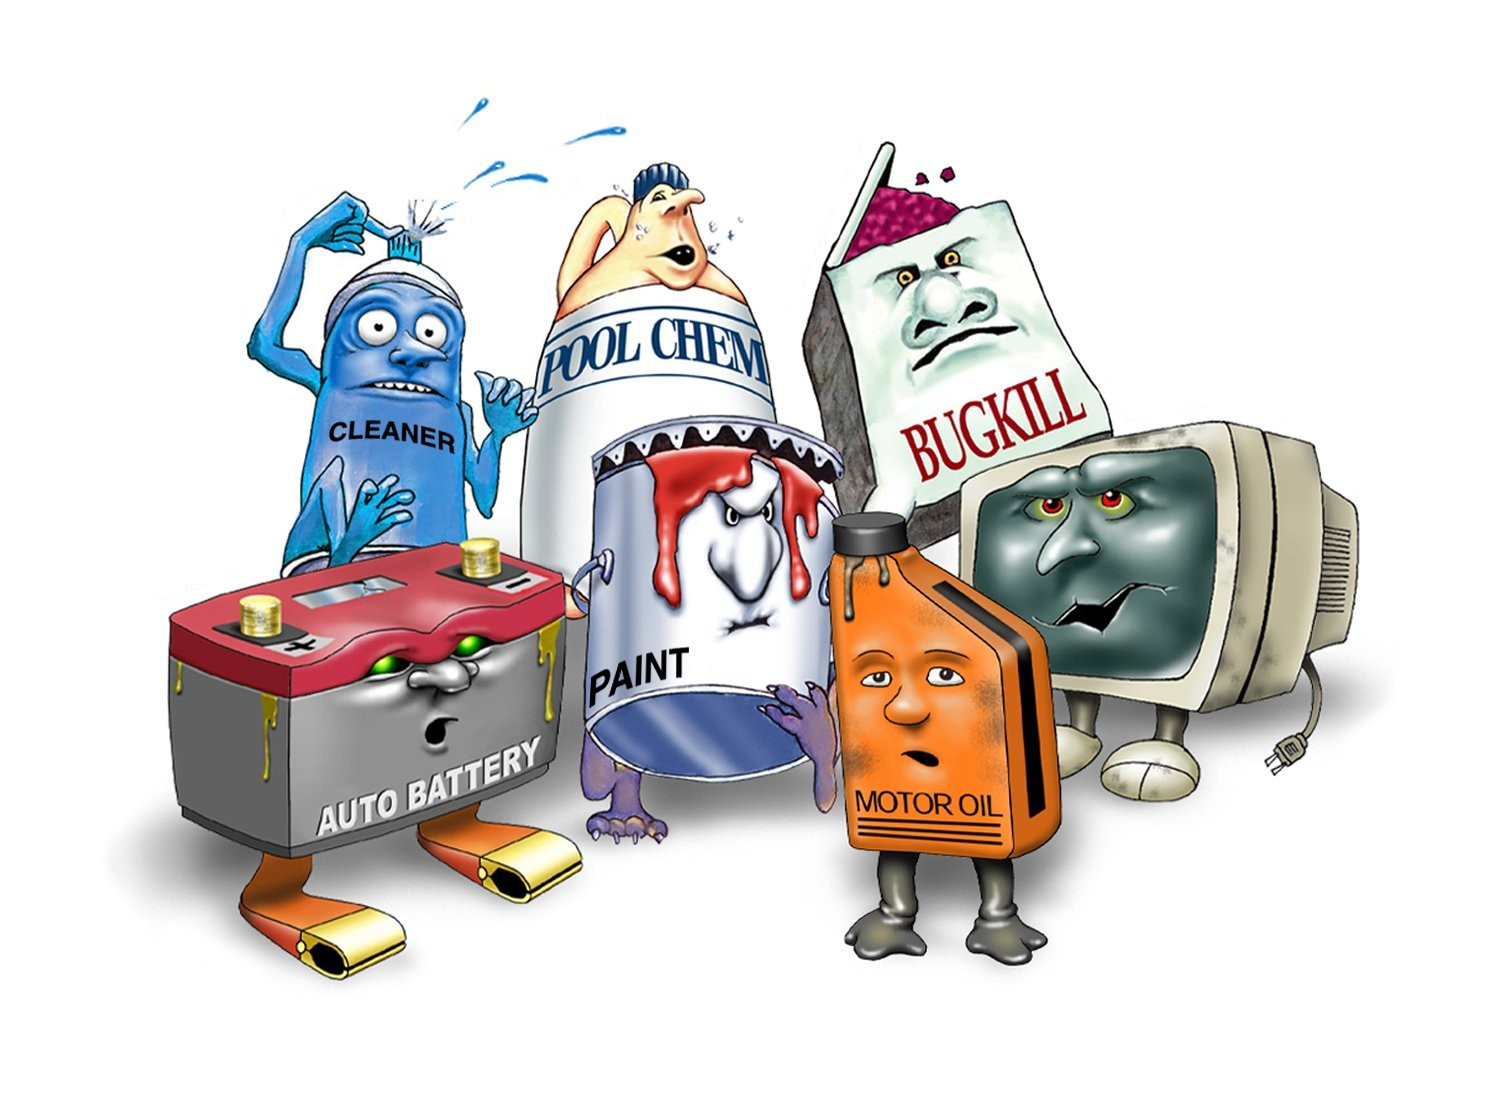 POOL CHEM
BUGKILL
CLEANER
PAINT
AUTO BATTERY
MOTOR OIL
+
-